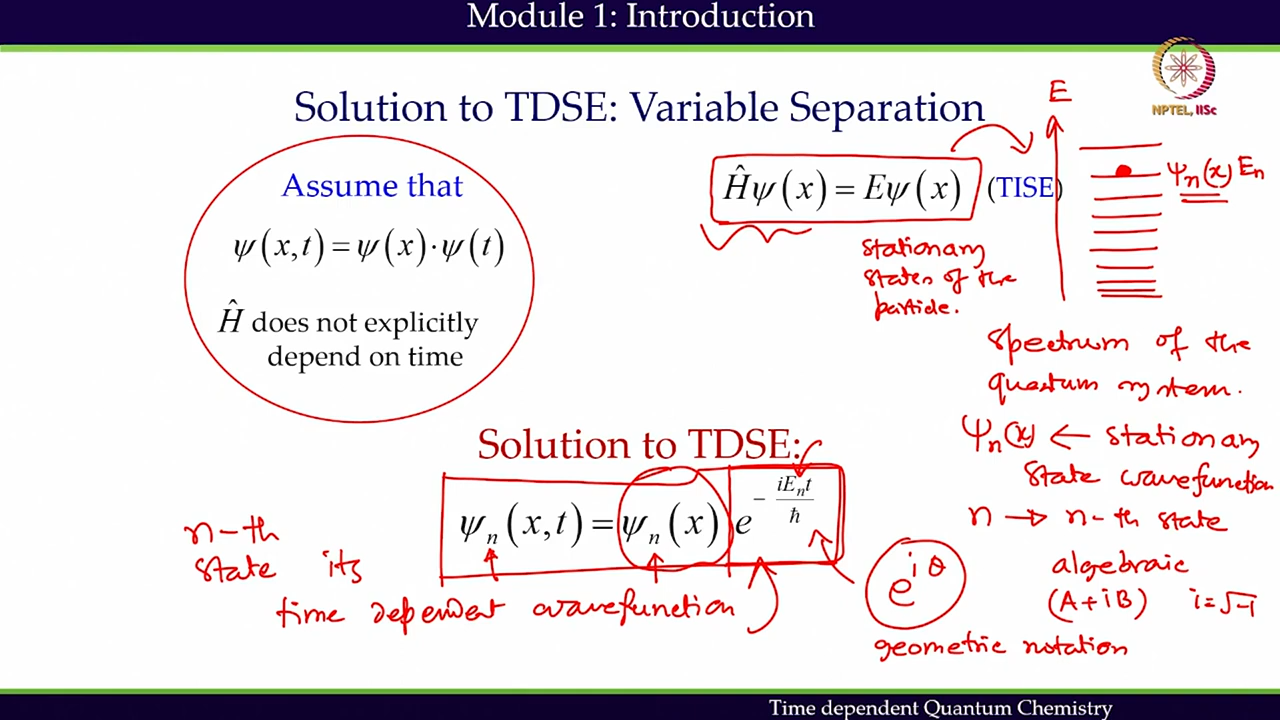 Module 1: Introduction
NPTEL, IISc
Solution to TDSE: Variable Separation
Assume that
ψ(x,t) = ψ(x)·ψ(t)
Ĥ does not explicitly
depend on time
Ĥψ(x) = Eψ(x) (TISE)
stationary
states of the
particle.
E
ψₙ(x) Eₙ
spectrum of the
quantum system.
ψₙ(x) ← stationary
state wavefunction
n → n-th state
Solution to TDSE:
ψₙ(x,t) = ψₙ(x) e^(-iEₙt/ħ)
n-th
state its
time dependent wavefunction
e^(iθ)
geometric notation
algebraic
(A+iB) i=√-1
Time dependent Quantum Chemistry